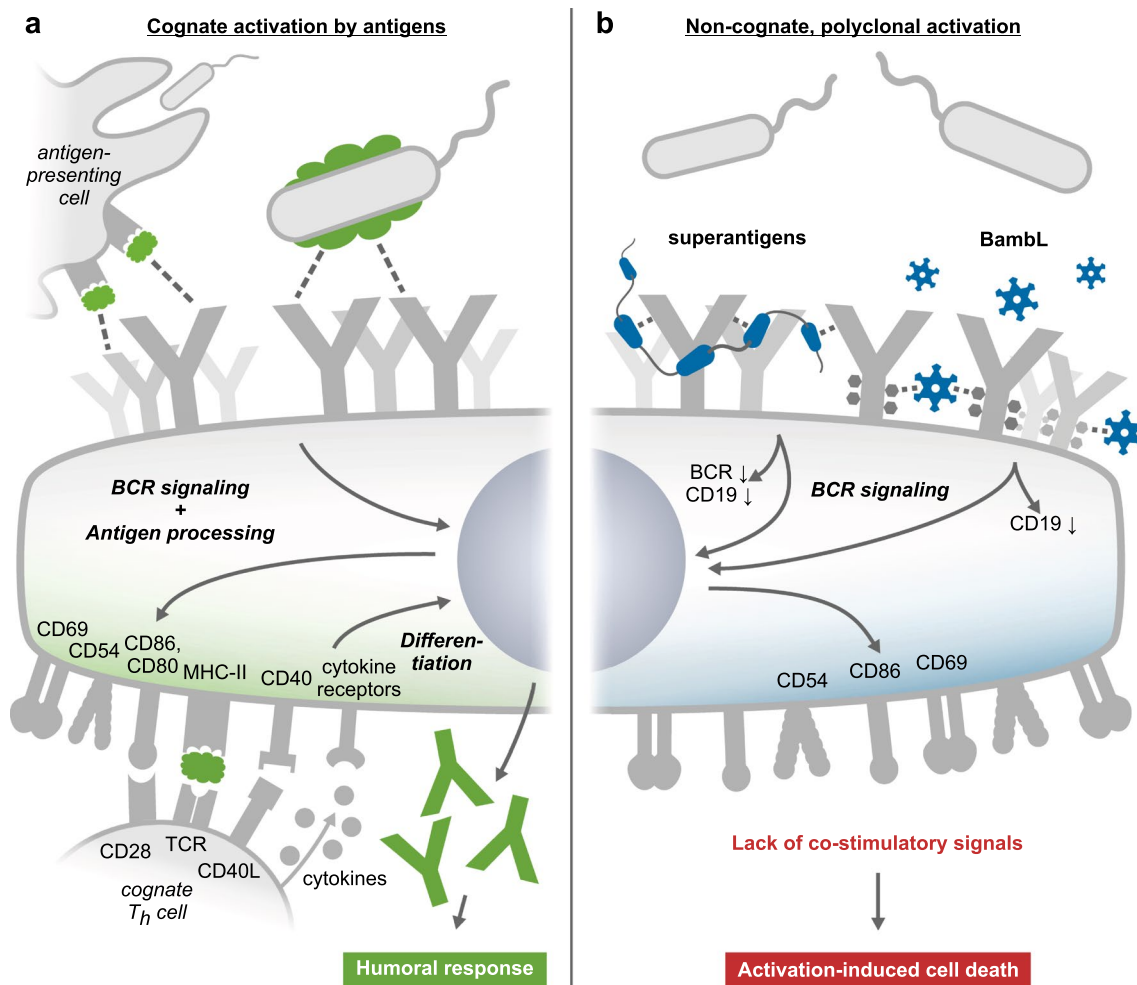 a
Cognate activation by antigens
antigen-
presenting
cell
BCR signaling
+
Antigen processing
CD69
CD54
CD86,
CD80
MHC-II
CD40
cytokine
receptors
Differen-
tiation
CD28
TCR
CD40L
cognate
Th cell
cytokines
Humoral response
b
Non-cognate, polyclonal activation
superantigens
BambL
BCR ↓
CD19 ↓
BCR signaling
CD19 ↓
CD54
CD86
CD69
Lack of co-stimulatory signals
Activation-induced cell death